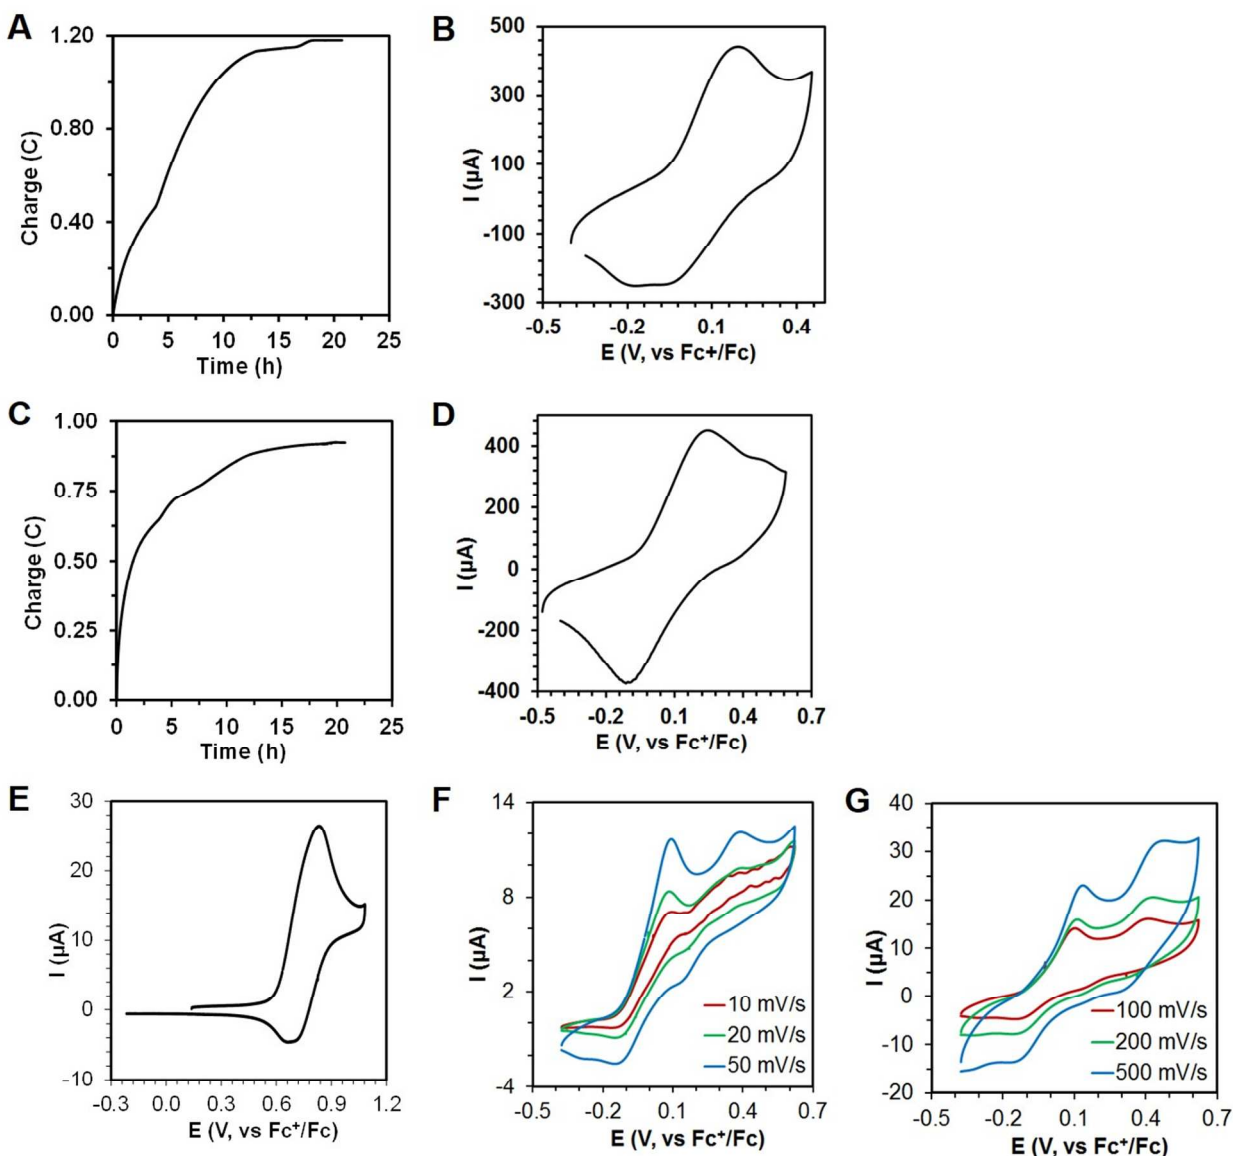 A
1.20
0.80
0.40
0.00
Charge (C)
0 5 10 15 20 25
Time (h)
B
500
300
100
-100
-300
I (µA)
-0.5 -0.2 0.1 0.4
E (V, vs Fc+/Fc)
C
1.00
0.75
0.50
0.25
0.00
Charge (C)
0 5 10 15 20 25
Time (h)
D
400
200
0
-200
-400
I (µA)
-0.5 -0.2 0.1 0.4 0.7
E (V, vs Fc⁺/Fc)
E
30
20
10
0
-10
I (µA)
-0.3 0.0 0.3 0.6 0.9 1.2
E (V, vs Fc⁺/Fc)
F
14
8
2
-4
I (µA)
10 mV/s
20 mV/s
50 mV/s
-0.5 -0.2 0.1 0.4 0.7
E (V, vs Fc⁺/Fc)
G
40
30
20
10
0
-10
-20
I (µA)
100 mV/s
200 mV/s
500 mV/s
-0.5 -0.2 0.1 0.4 0.7
E (V, vs Fc⁺/Fc)